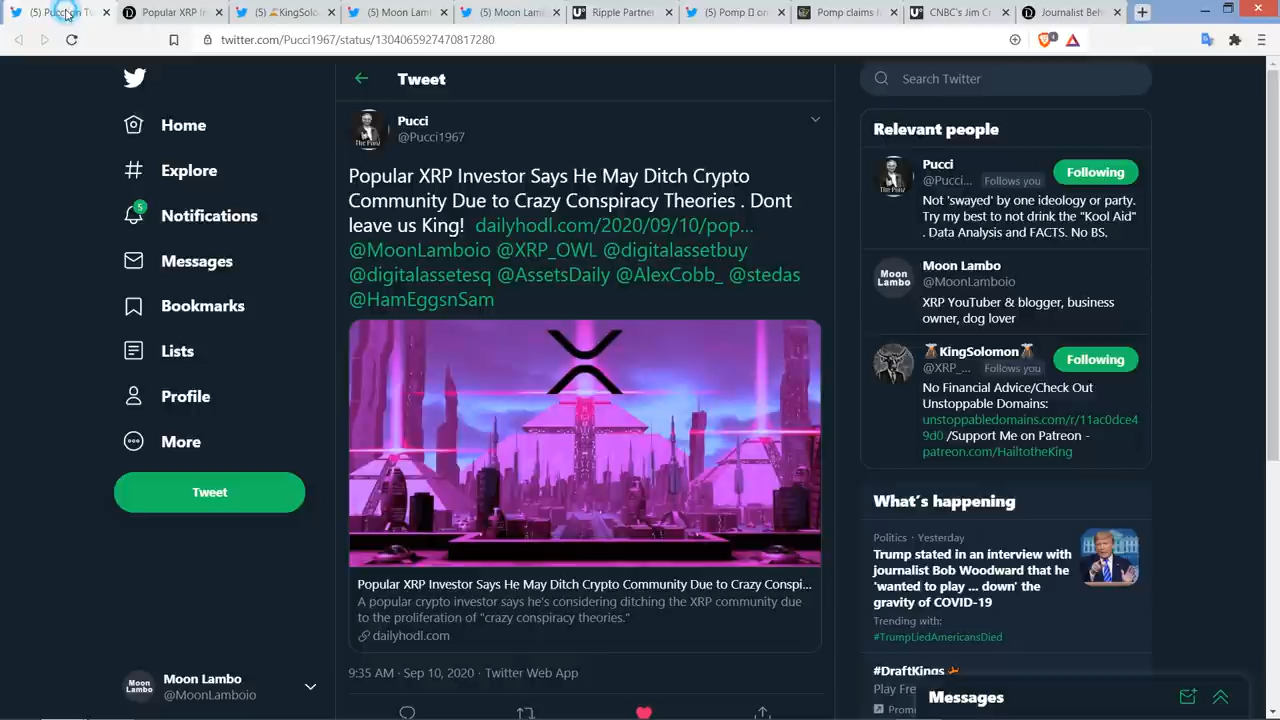 (5) Pucci on Tw
Popular XRP In
(5) KingSolo
(5) Moon Lamb
(5) Moon Lamb
Ripple Partner
(5) Pomp on
Pomp claims h
CNBC's Jim Cr
Journalist Beh
twitter.com/Pucci1967/status/1304065927470817280
4
Home
Explore
5
Notifications
Messages
Bookmarks
Lists
Profile
More
Tweet
Moon Lambo
@MoonLamboio
Tweet
Pucci
@Pucci1967
Popular XRP Investor Says He May Ditch Crypto
Community Due to Crazy Conspiracy Theories . Dont
leave us King! dailyhodl.com/2020/09/10/pop...
@MoonLamboio @XRP_OWL @digitalassetbuy
@digitalassetesq @AssetsDaily @AlexCobb_ @stedas
@HamEggsnSam
Popular XRP Investor Says He May Ditch Crypto Community Due to Crazy Conspi...
A popular crypto investor says he's considering ditching the XRP community due
to the proliferation of "crazy conspiracy theories."
dailyhodl.com
9:35 AM · Sep 10, 2020 · Twitter Web App
Search Twitter
Relevant people
Pucci
@Pucci... Follows you
Following
Not 'swayed' by one ideology or party.
Try my best to not drink the "Kool Aid"
. Data Analysis and FACTS. No BS.
Moon Lambo
Moon Lambo
@MoonLamboio
XRP YouTuber & blogger, business
owner, dog lover
KingSolomon
@XRP_... Follows you
Following
No Financial Advice/Check Out
Unstoppable Domains:
unstoppabledomains.com/r/11ac0dce4
9d0 /Support Me on Patreon -
patreon.com/HailtotheKing
What's happening
Politics · Yesterday
Trump stated in an interview with
journalist Bob Woodward that he
'wanted to play ... down' the
gravity of COVID-19
Trending with:
#TrumpLiedAmericansDied
#DraftKings
Play Fre
Promo
Messages